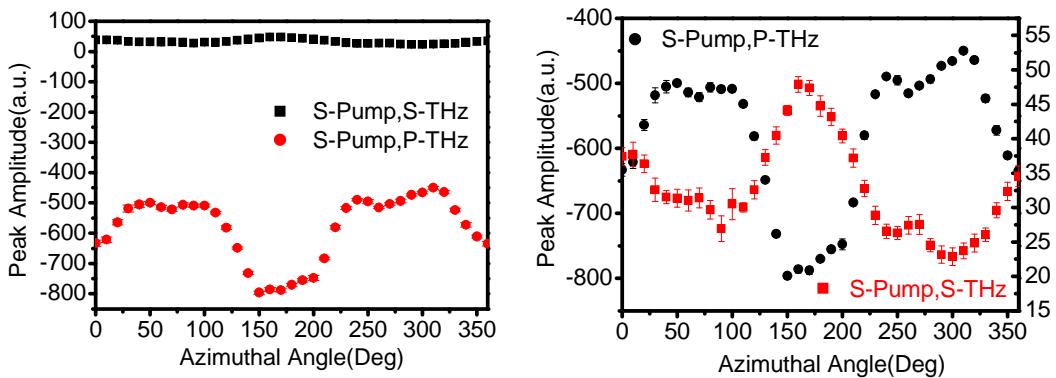 100
0
-100
-200
-300
-400
-500
-600
-700
-800
Peak Amplitude(a.u.)
S-Pump,S-THz
S-Pump,P-THz
0 50 100 150 200 250 300 350
Azimuthal Angle(Deg)
-400
-500
-600
-700
-800
Peak Amplitude(a.u.)
S-Pump,P-THz
S-Pump,S-THz
55
50
45
40
35
30
25
20
15
0 50 100 150 200 250 300 350
Azimuthal Angle(Deg)